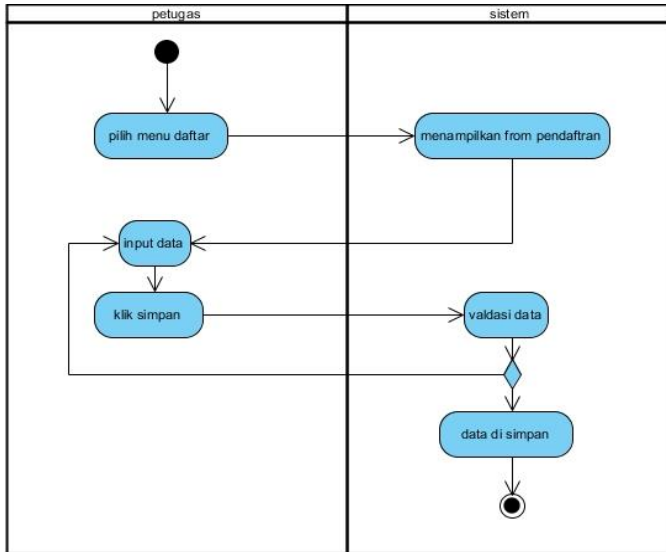 petugas
sistem
pilih menu daftar
menampilkan from pendaftran
input data
klik simpan
valdasi data
data di simpan